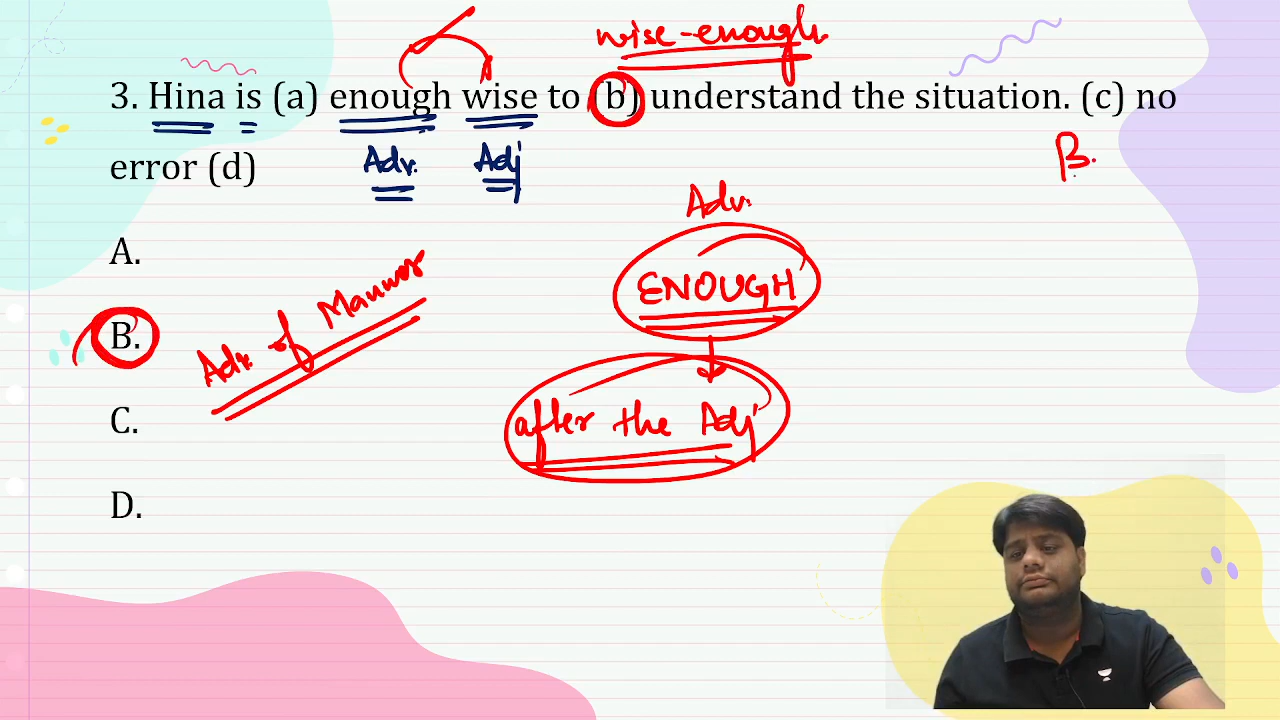 wise-enough
3. Hina is (a) enough wise to (b) understand the situation. (c) no
error (d)
Adv. Adj
B.
Adv.
A.
ENOUGH
B.
Adv. of Manner
after the Adj
C.
D.